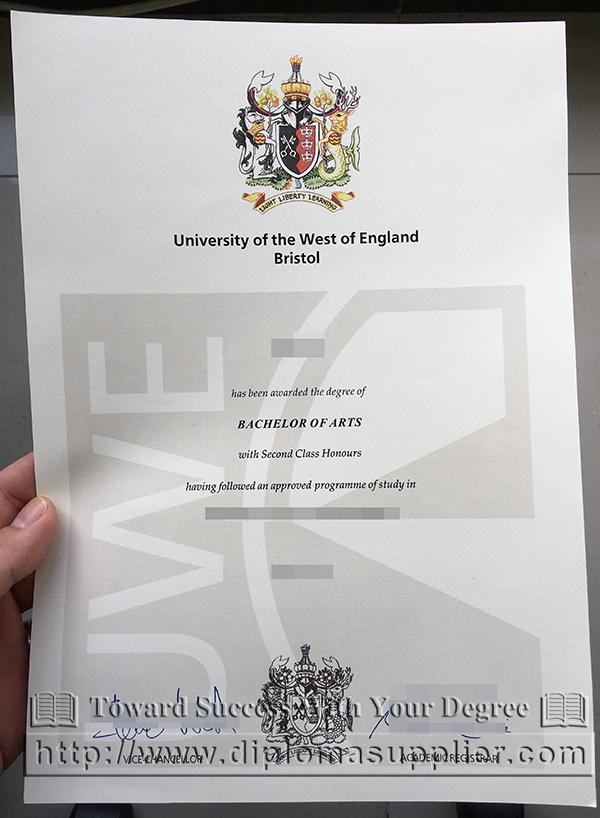 LIGHT LIBERTY LEARNING
University of the West of England
Bristol
UWE
has been awarded the degree of
BACHELOR OF ARTS
with Second Class Honours
having followed an approved programme of study in
Toward Success With Your Degree
http://www.diplomasupplier.com
VICE-CHANCELLOR
ACADEMIC REGISTRAR